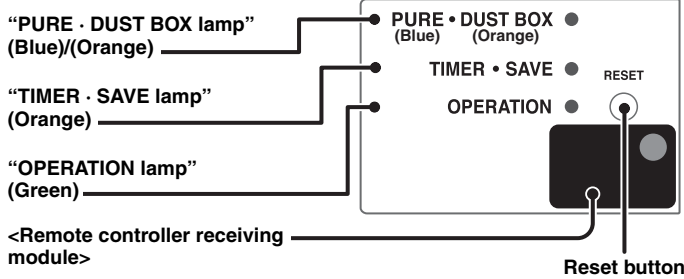 “PURE · DUST BOX lamp”
(Blue)/(Orange)
“TIMER · SAVE lamp”
(Orange)
“OPERATION lamp”
(Green)
<Remote controller receiving
module>
PURE • DUST BOX
(Blue) (Orange)
TIMER • SAVE
RESET
OPERATION
Reset button